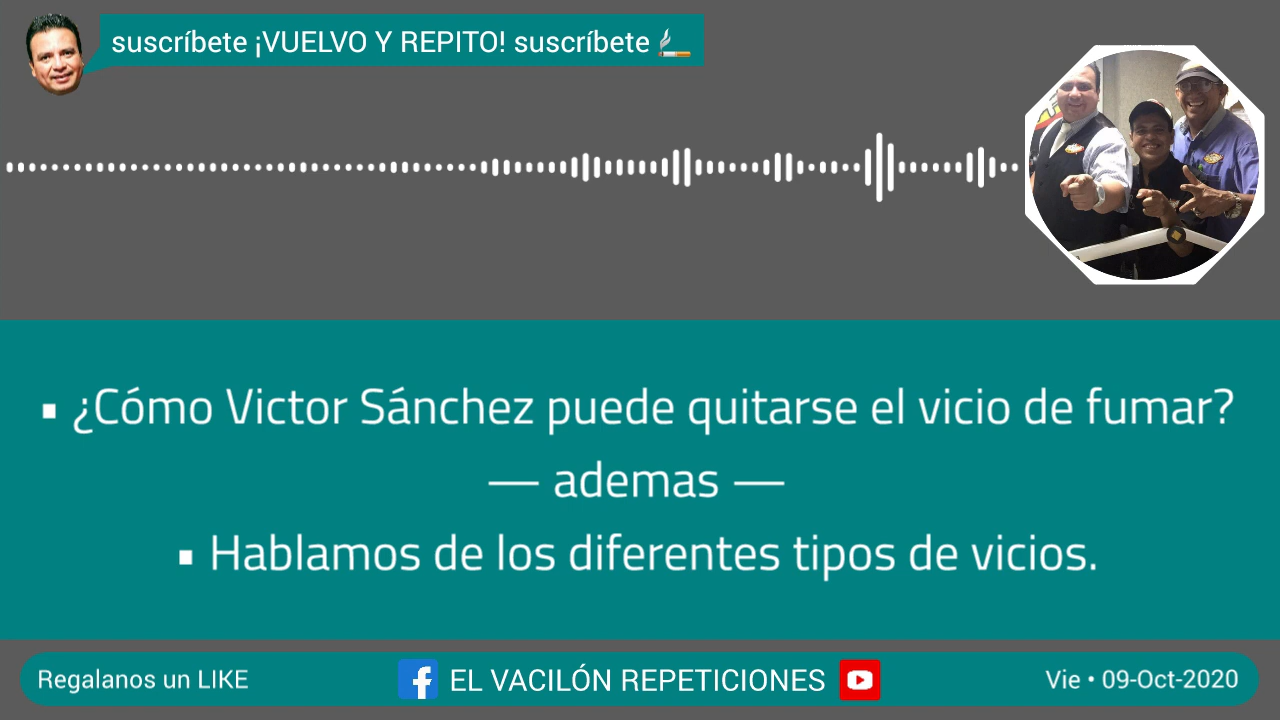 suscríbete ¡VUELVO Y REPITO! suscríbete 🚬
▪ ¿Cómo Victor Sánchez puede quitarse el vicio de fumar?
— ademas —
▪ Hablamos de los diferentes tipos de vicios.
Regalanos un LIKE
EL VACILÓN REPETICIONES
Vie • 09-Oct-2020